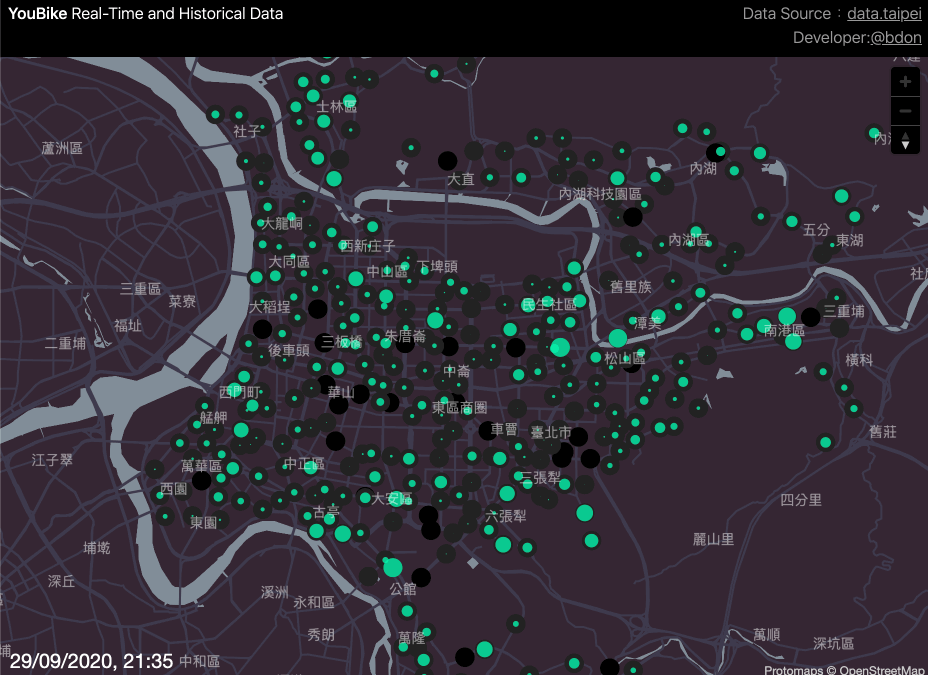 YouBike Real-Time and Historical Data
Data Source：data.taipei
Developer:@bdon
士林區
社子
蘆洲區
內湖
大直
內湖科技園區
大龍峒
五分
西新庄子
內湖區
東湖
大同區
中山區
下埤頭
舊里族
三重區
菜寮
大稻埕
民生社區
三重埔
福址
潭美
南港區
二重埔
後車頭
三板橋
朱厝崙
松山區
橫科
中崙
西門町
華山
東區商圈
艋舺
車罾
臺北市
舊莊
江子翠
萬華區
中正區
三張犁
西園
大安區
四分里
東園
古亭
六張犁
麗山里
埔墘
深丘
公館
溪洲
永和區
秀朗
萬隆
萬順
深坑區
29/09/2020, 21:35
中和區
Protomaps © OpenStreetMap